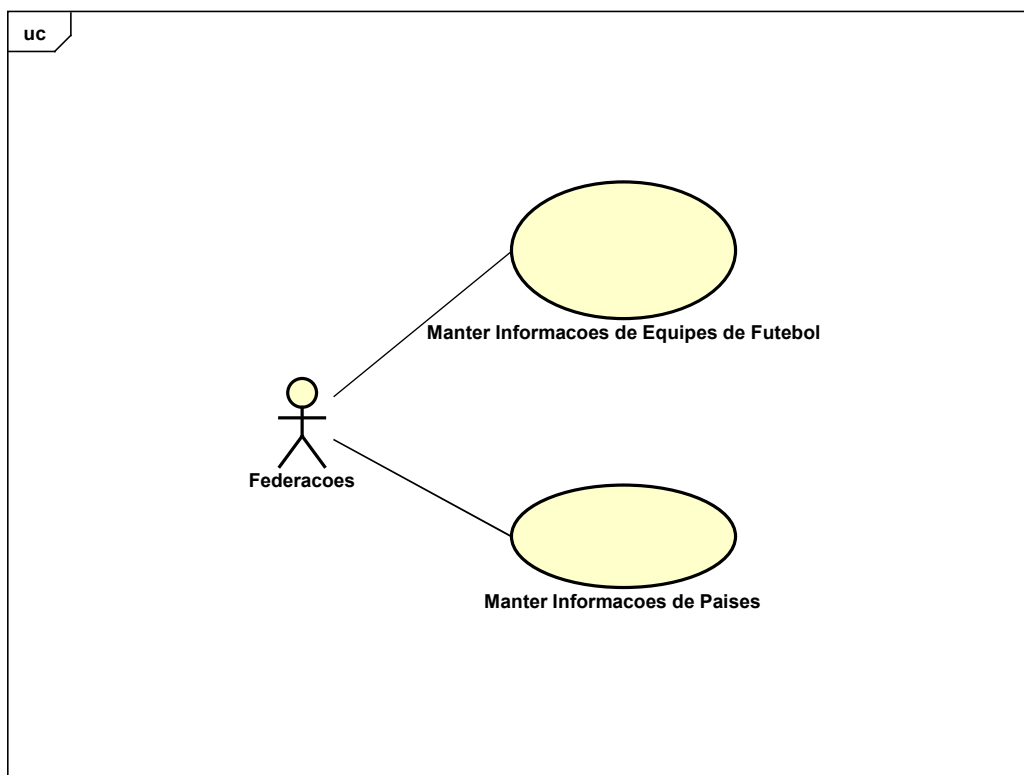 uc
Manter Informacoes de Equipes de Futebol
Federacoes
Manter Informacoes de Paises